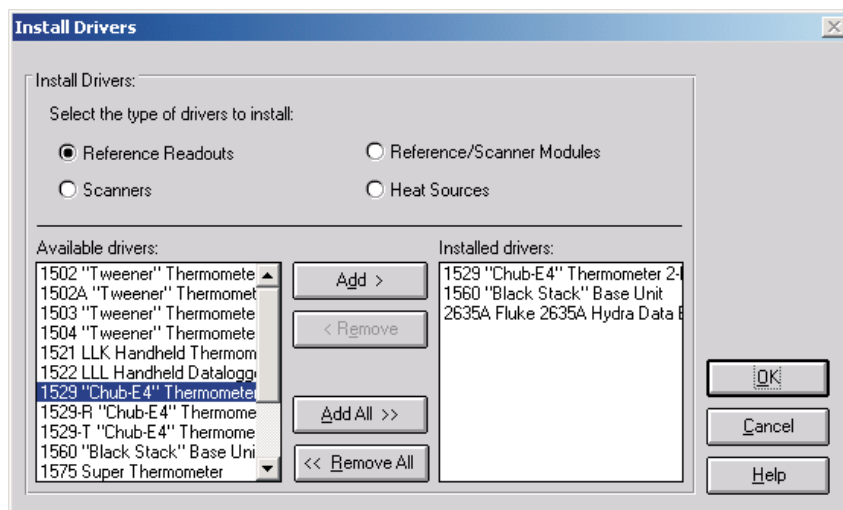 Install Drivers
Install Drivers:
Select the type of drivers to install:
Reference Readouts
Reference/Scanner Modules
Scanners
Heat Sources
Available drivers:
1502 "Tweener" Thermomete
1502A "Tweener" Thermomet
1503 "Tweener" Thermomete
1504 "Tweener" Thermomete
1521 LLK Handheld Thermom
1522 LLL Handheld Datalogg
1529 "Chub-E4" Thermometer
1529-R "Chub-E4" Thermome
1529-T "Chub-E4" Thermome
1560 "Black Stack" Base Uni
1575 Super Thermometer
Add >
< Remove
Add All >>
<< Remove All
Installed drivers:
1529 "Chub-E4" Thermometer 2-
1560 "Black Stack" Base Unit
2635A Fluke 2635A Hydra Data
OK
Cancel
Help